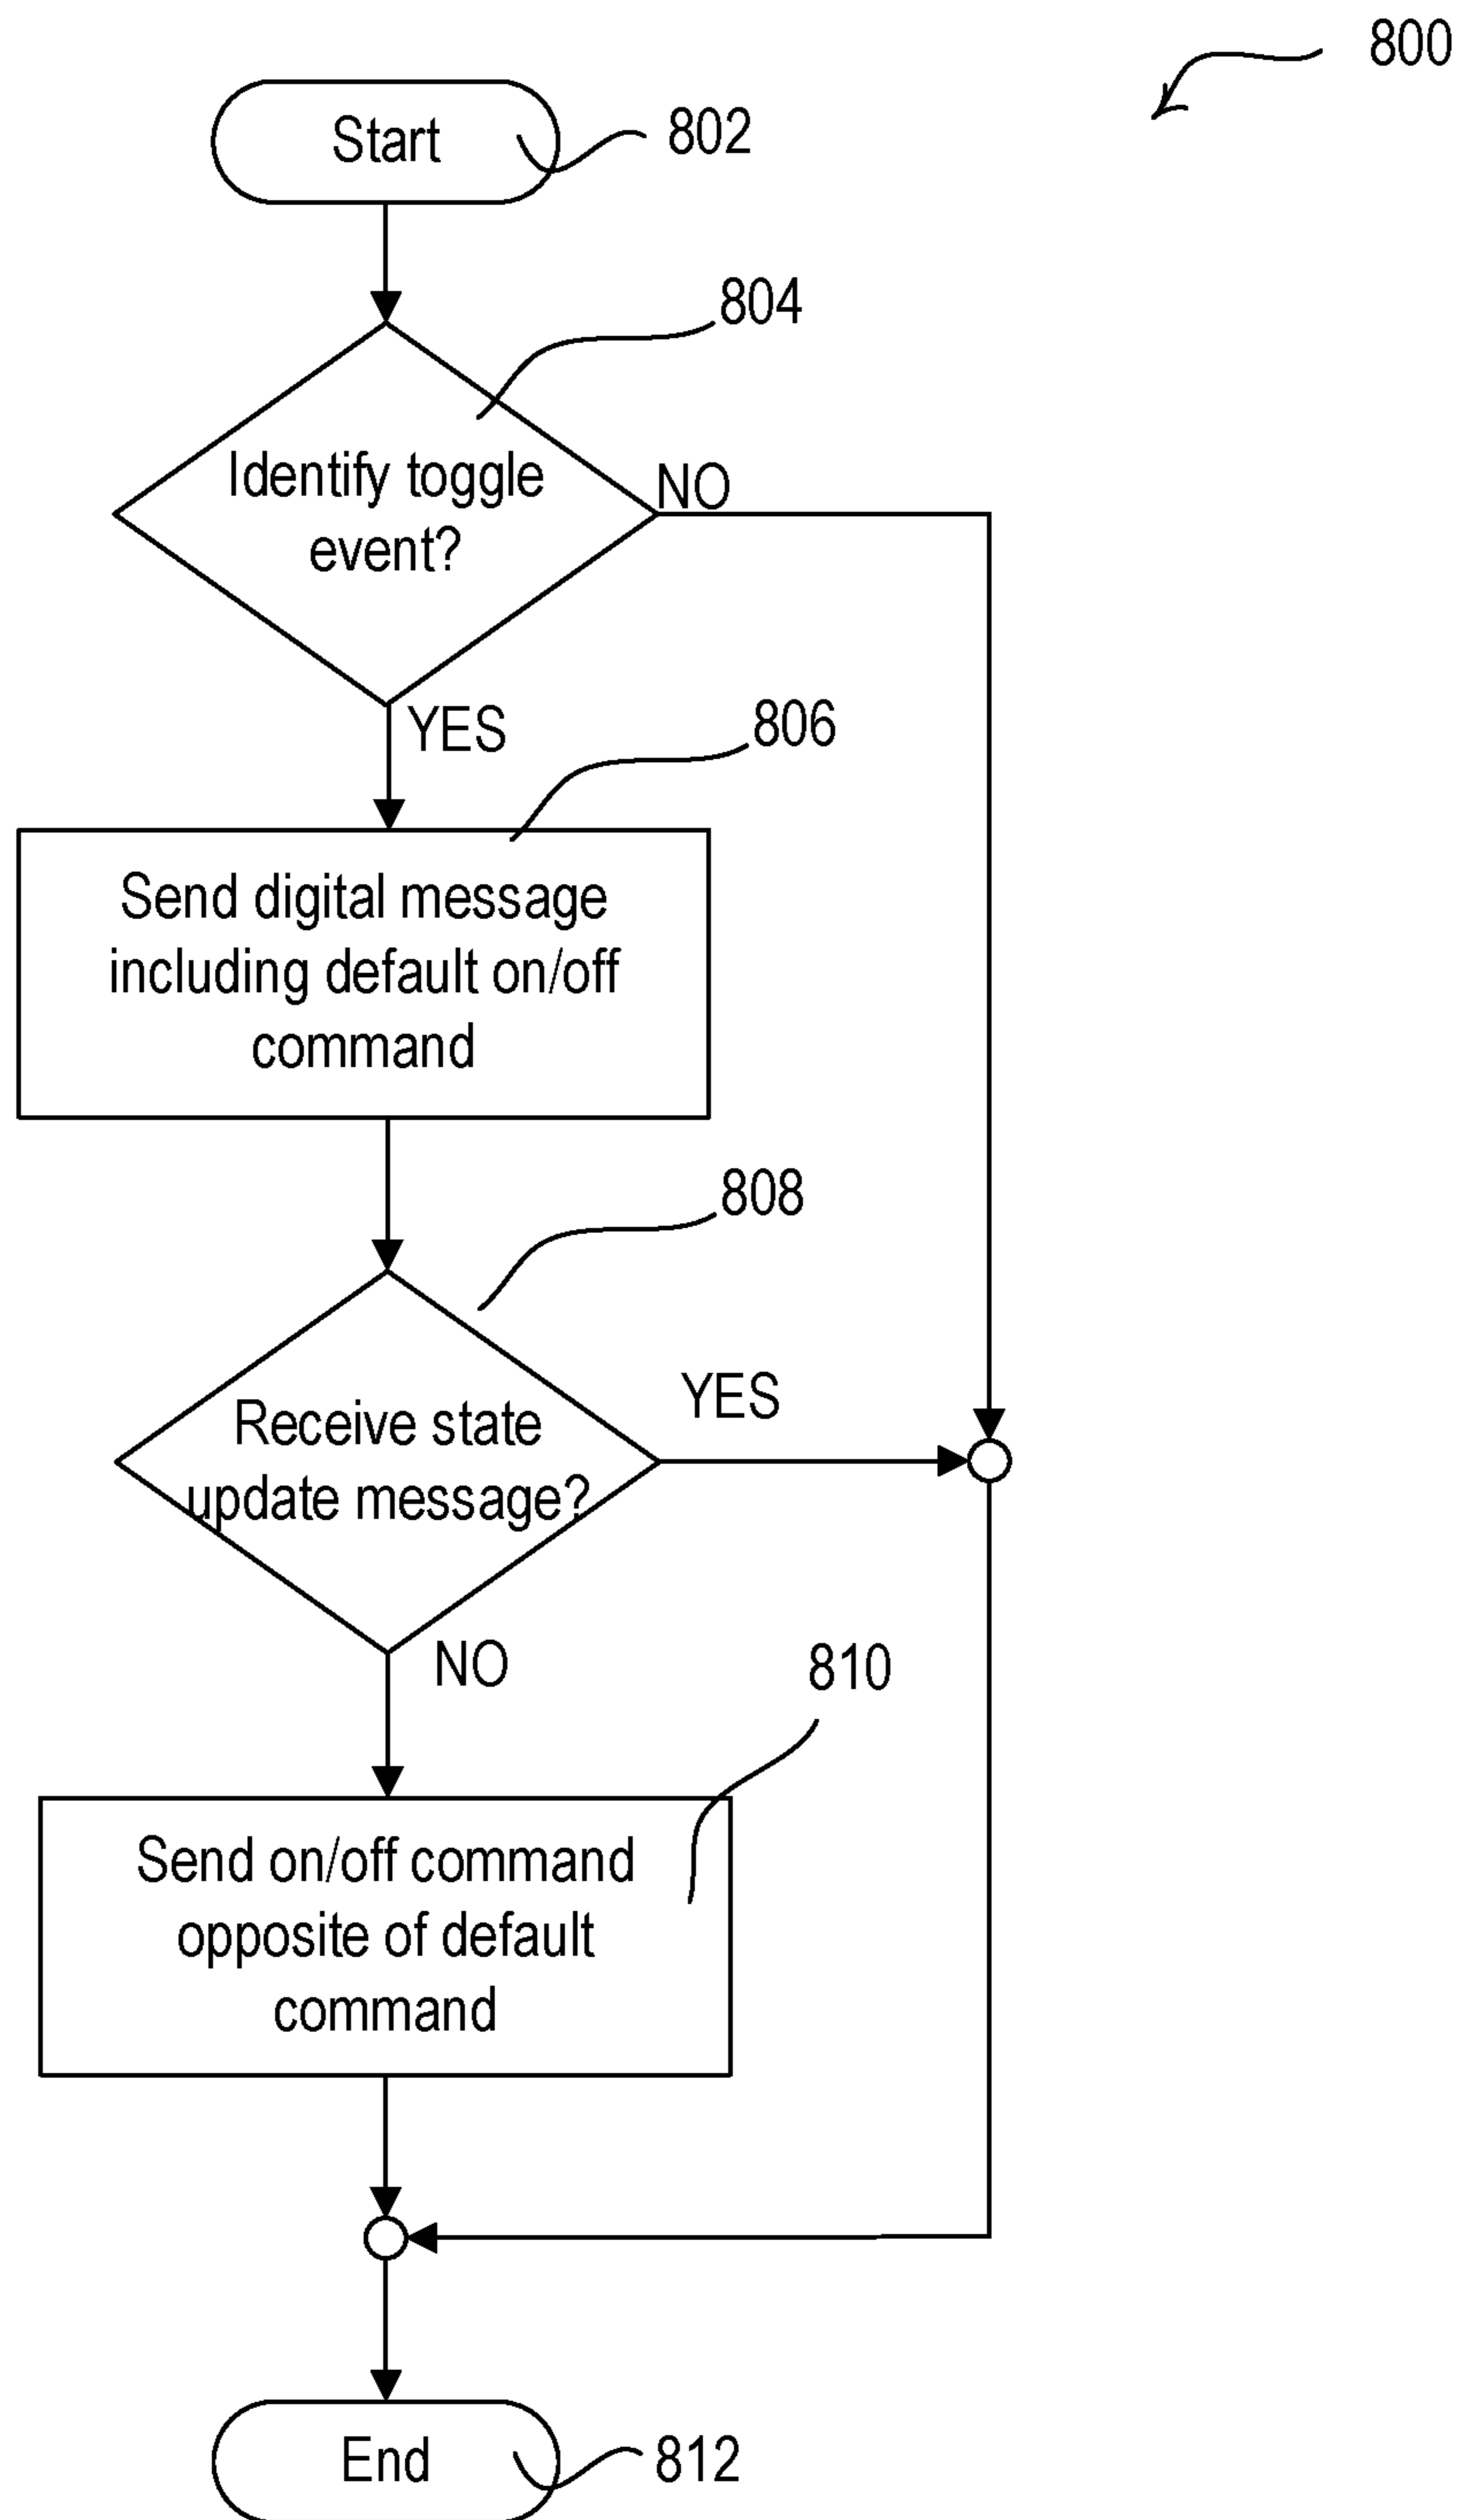 800
Start
802
804
Identify toggle
event?
NO
YES
806
Send digital message
including default on/off
command
808
Receive state
update message?
YES
NO
810
Send on/off command
opposite of default
command
End
812